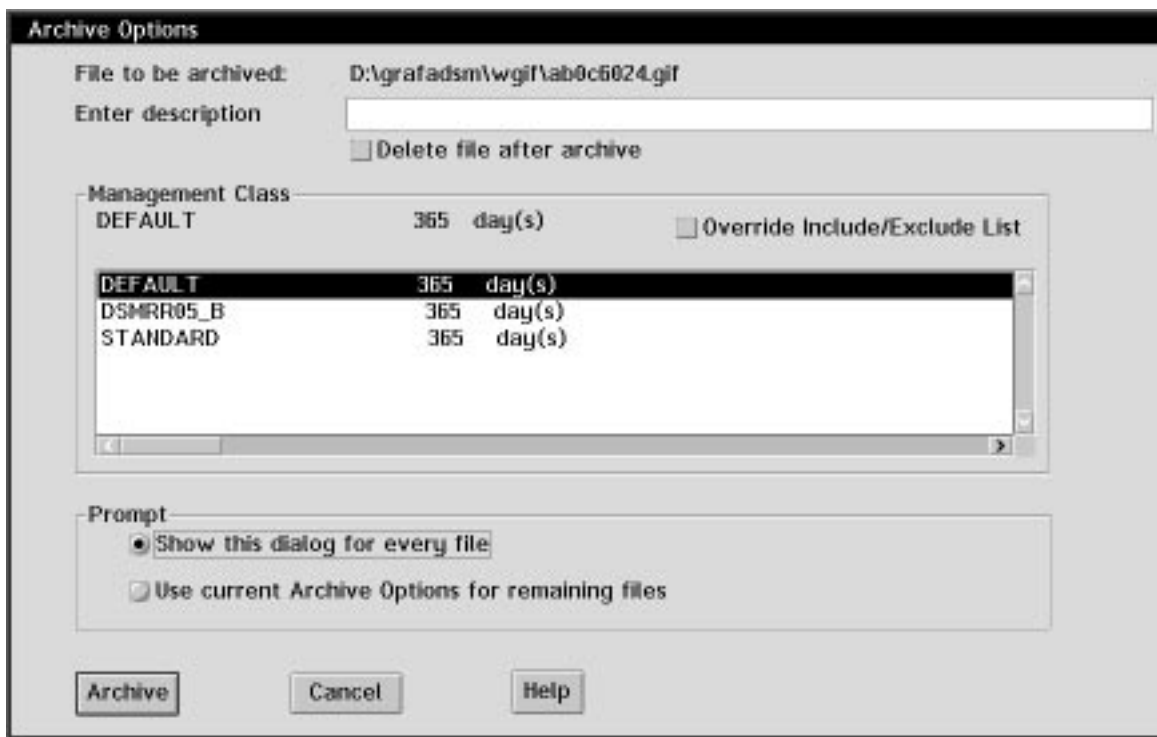 Archive Options
File to be archived: D:\grafadsm\wgif\ab0c6024.gif
Enter description
Delete file after archive
Management Class
DEFAULT 365 day(s) Override Include/Exclude List
DEFAULT 365 day(s)
DSMRR05_B 365 day(s)
STANDARD 365 day(s)
Prompt
Show this dialog for every file
Use current Archive Options for remaining files
Archive Cancel Help